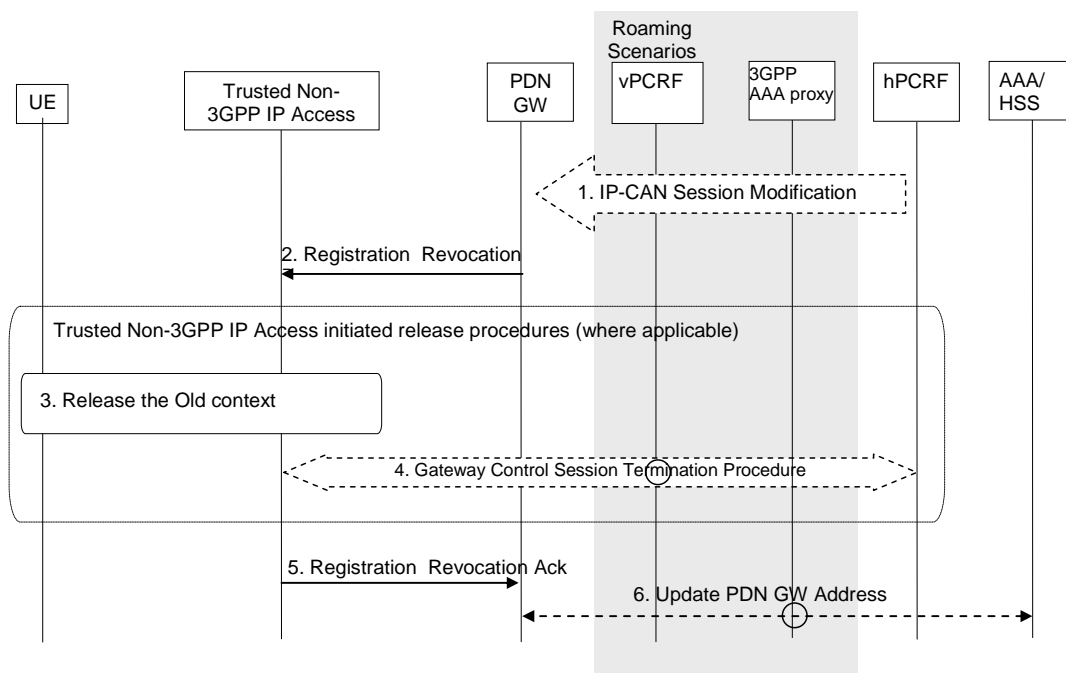 Roaming
Scenarios
UE
Trusted Non-
3GPP IP Access
PDN
GW
vPCRF
3GPP
AAA proxy
hPCRF
AAA/
HSS
1. IP-CAN Session Modification
2. Registration Revocation
Trusted Non-3GPP IP Access initiated release procedures (where applicable)
3. Release the Old context
4. Gateway Control Session Termination Procedure
5. Registration Revocation Ack
6. Update PDN GW Address